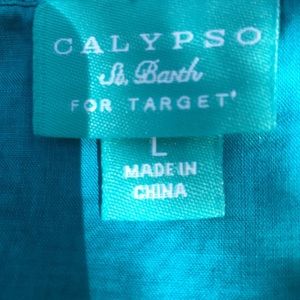 CALYPSO
St. Barth
FOR TARGET'
L
MADE IN
CHINA